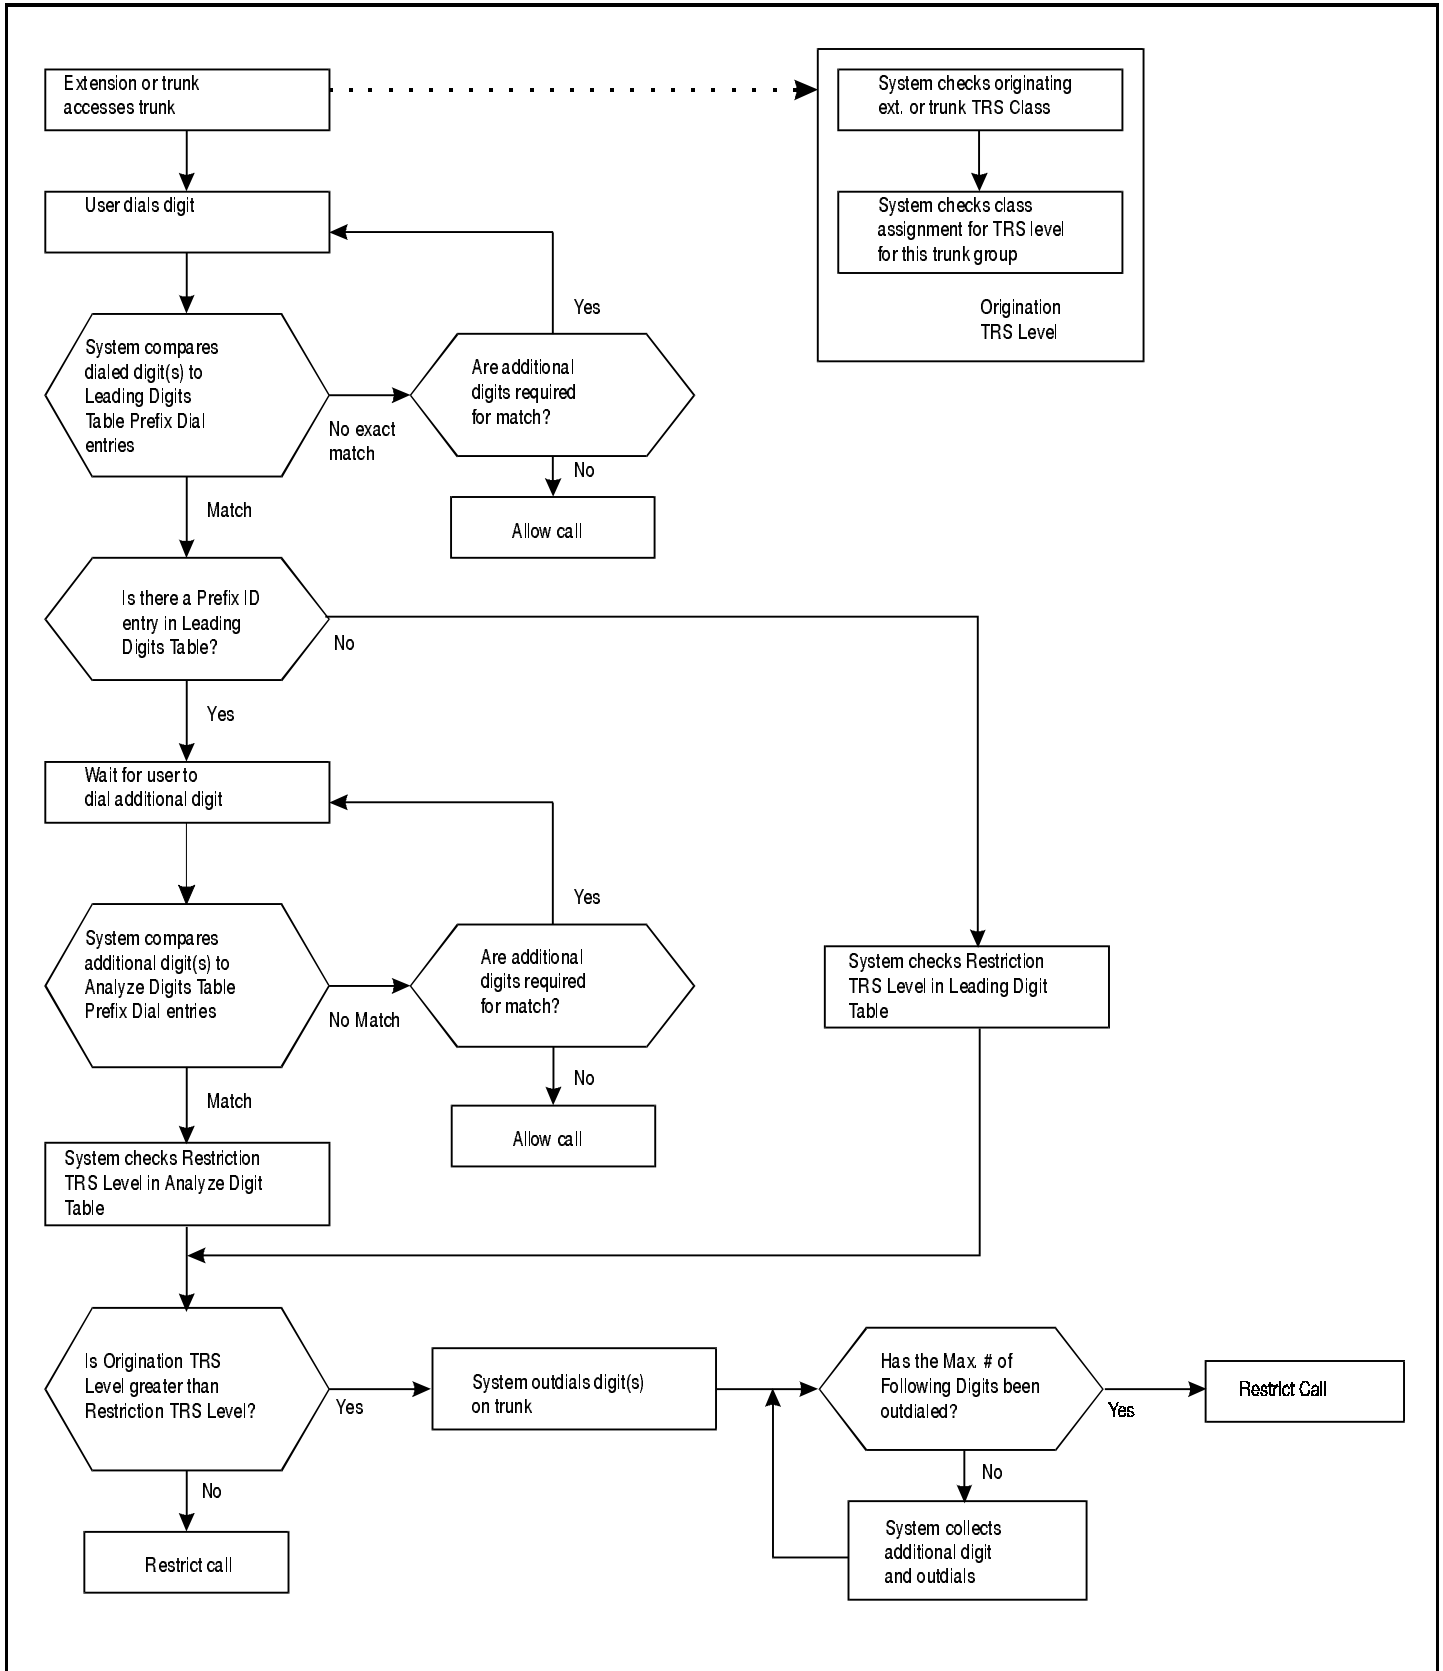 Extension or trunk
accesses trunk
System checks originating
ext. or trunk TRS Class
User dials digit
System checks class
assignment for TRS level
for this trunk group
Origination
TRS Level
Yes
System compares
dialed digit(s) to
Leading Digits
Table Prefix Dial
entries
No exact
match
Are additional
digits required
for match?
No
Allow call
Match
Is there a Prefix ID
entry in Leading
Digits Table?
No
Yes
Wait for user to
dial additional digit
Yes
System compares
additional digit(s) to
Analyze Digits Table
Prefix Dial entries
No Match
Are additional
digits required
for match?
System checks Restriction
TRS Level in Leading Digit
Table
No
Allow call
Match
System checks Restriction
TRS Level in Analyze Digit
Table
Is Origination TRS
Level greater than
Restriction TRS Level?
Yes
System outdials digit(s)
on trunk
Has the Max. # of
Following Digits been
outdialed?
Yes
Restrict Call
No
No
System collects
additional digit
and outdials
Restrict call